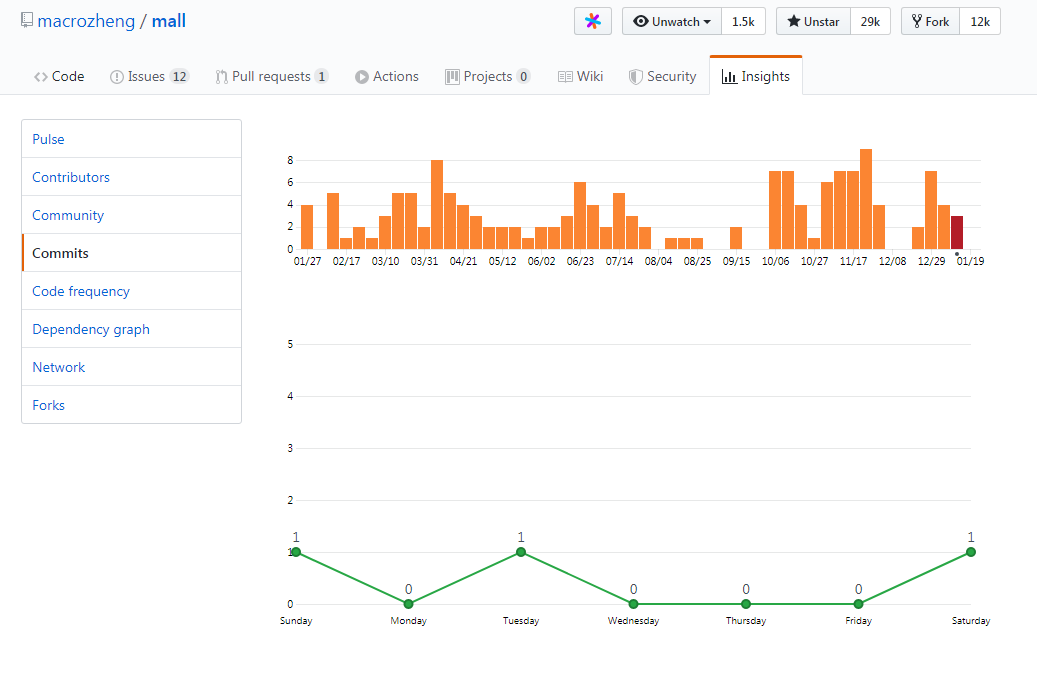 macrozheng / mall
Unwatch 1.5k
Unstar 29k
Fork 12k
Code
Issues 12
Pull requests 1
Actions
Projects 0
Wiki
Security
Insights
Pulse
Contributors
Community
Commits
Code frequency
Dependency graph
Network
Forks
8
6
4
2
0
01/27 02/17 03/10 03/31 04/21 05/12 06/02 06/23 07/14 08/04 08/25 09/15 10/06 10/27 11/17 12/08 12/29 01/19
5
4
3
2
1
0
1 0 1 0 0 0 1
Sunday Monday Tuesday Wednesday Thursday Friday Saturday